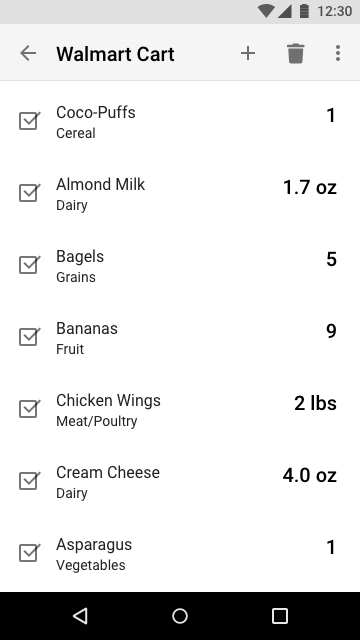 12:30
Walmart Cart
Coco-Puffs 1
Cereal
Almond Milk 1.7 oz
Dairy
Bagels 5
Grains
Bananas 9
Fruit
Chicken Wings 2 lbs
Meat/Poultry
Cream Cheese 4.0 oz
Dairy
Asparagus 1
Vegetables